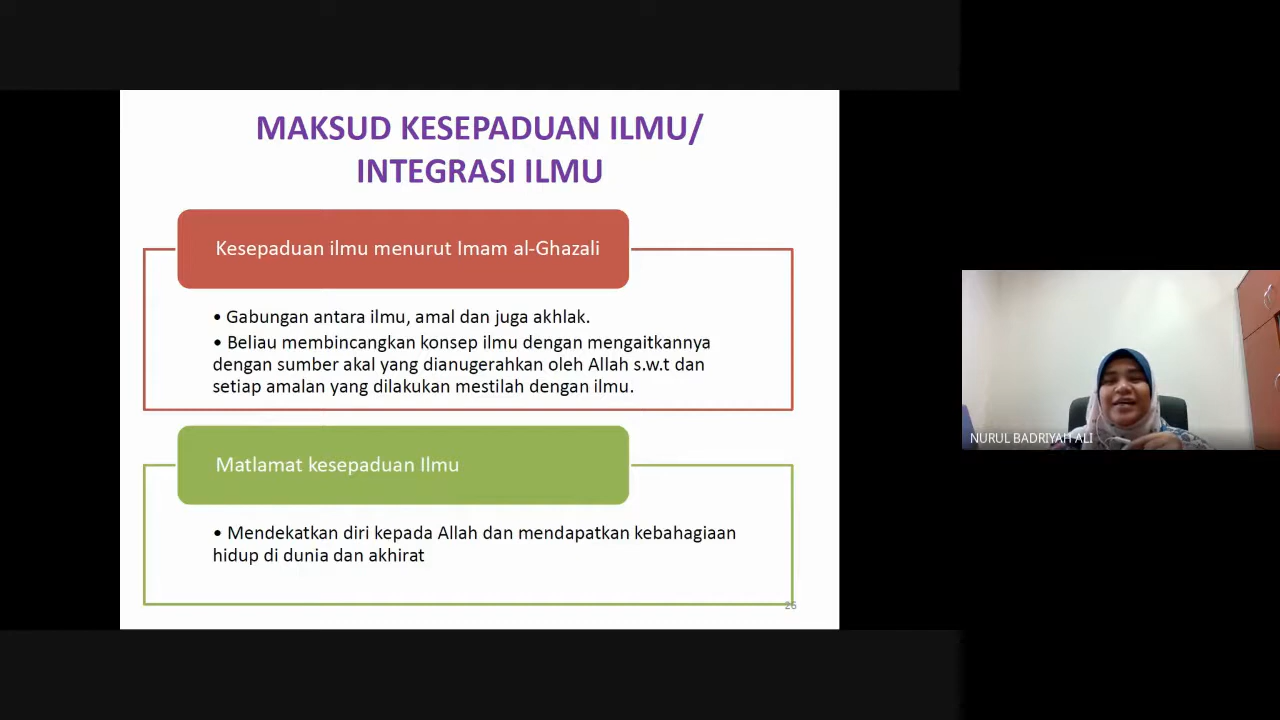 MAKSUD KESEPADUAN ILMU/
INTEGRASI ILMU
Kesepaduan ilmu menurut Imam al-Ghazali
• Gabungan antara ilmu, amal dan juga akhlak.
• Beliau membincangkan konsep ilmu dengan mengaitkannya
dengan sumber akal yang dianugerahkan oleh Allah s.w.t dan
setiap amalan yang dilakukan mestilah dengan ilmu.
Matlamat kesepaduan Ilmu
• Mendekatkan diri kepada Allah dan mendapatkan kebahagiaan
hidup di dunia dan akhirat
26
NURUL BADRIYAH ALI